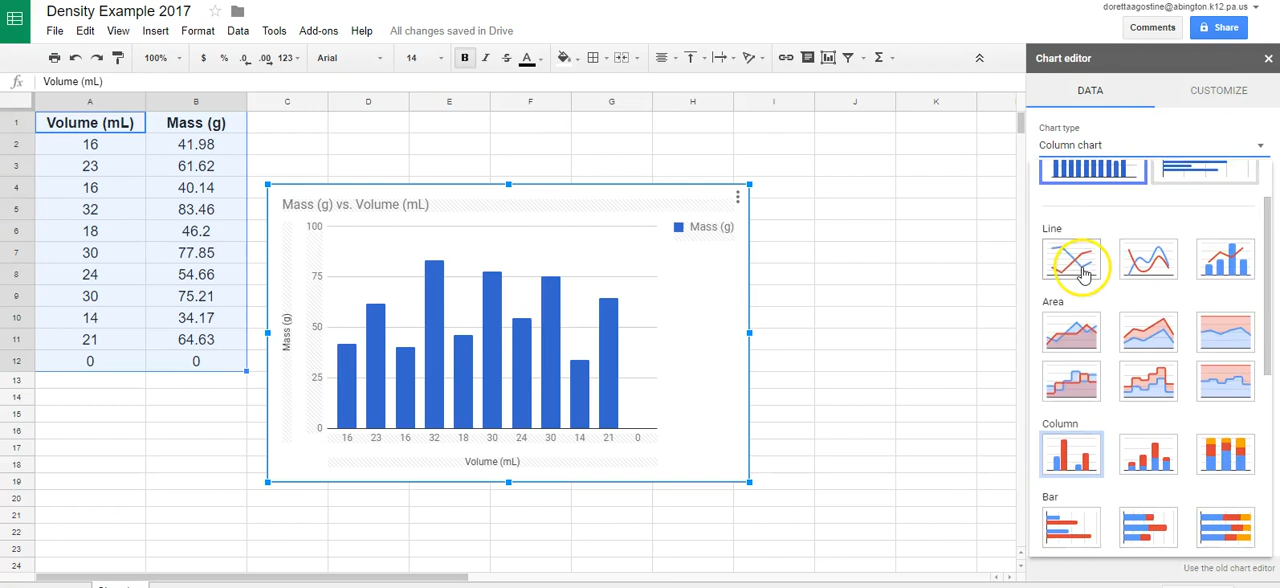 Density Example 2017
dorettaagostine@abington.k12.pa.us
File Edit View Insert Format Data Tools Add-ons Help All changes saved in Drive
Comments Share
100% $ % .0 .00 123 Arial 14 B I S A Σ
Chart editor
fx Volume (mL)
DATA CUSTOMIZE
A B C D E F G H I J K
1 Volume (mL) Mass (g)
2 16 41.98
3 23 61.62
4 16 40.14
5 32 83.46
6 18 46.2
7 30 77.85
8 24 54.66
9 30 75.21
10 14 34.17
11 21 64.63
12 0 0
13
14
15
16
17
18
19
20
21
22
23
24
Mass (g) vs. Volume (mL)
Mass (g)
100
75
50
25
0
Mass (g)
16 23 16 32 18 30 24 30 14 21 0
Volume (mL)
Chart type
Column chart
Line
Area
Column
Bar
Use the old chart editor